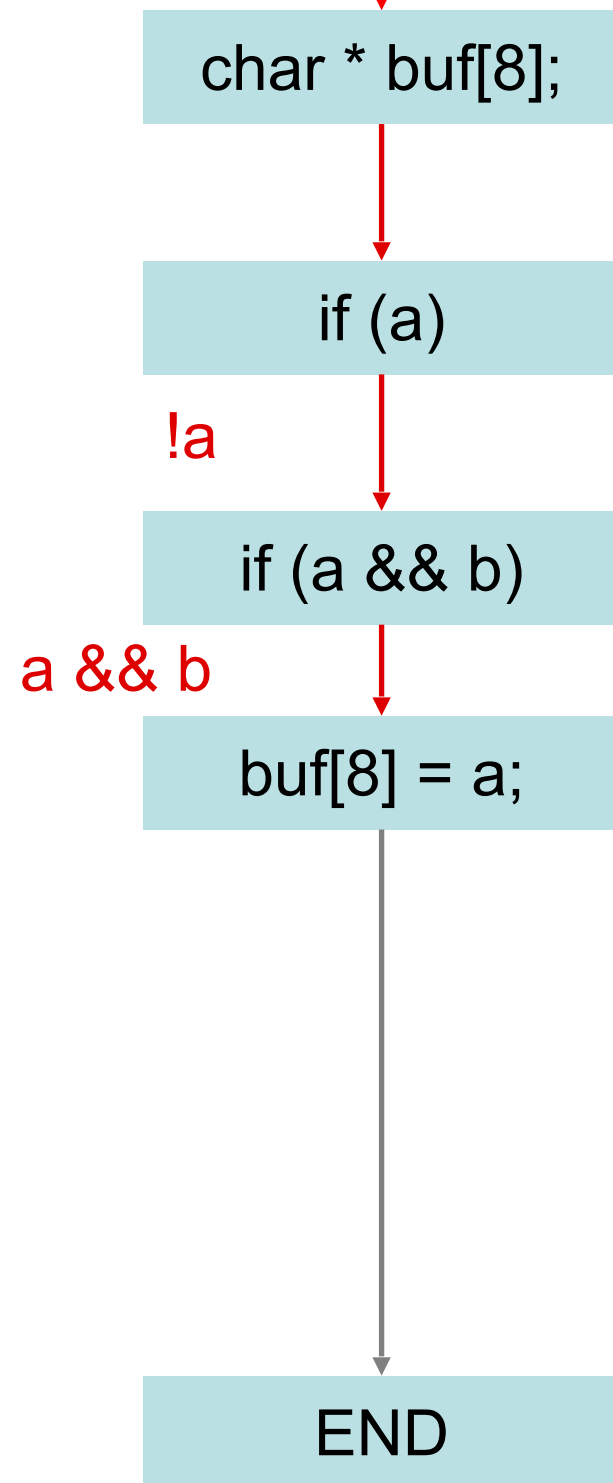 char * buf[8];
if (a)
!a
if (a && b)
a && b
buf[8] = a;
END